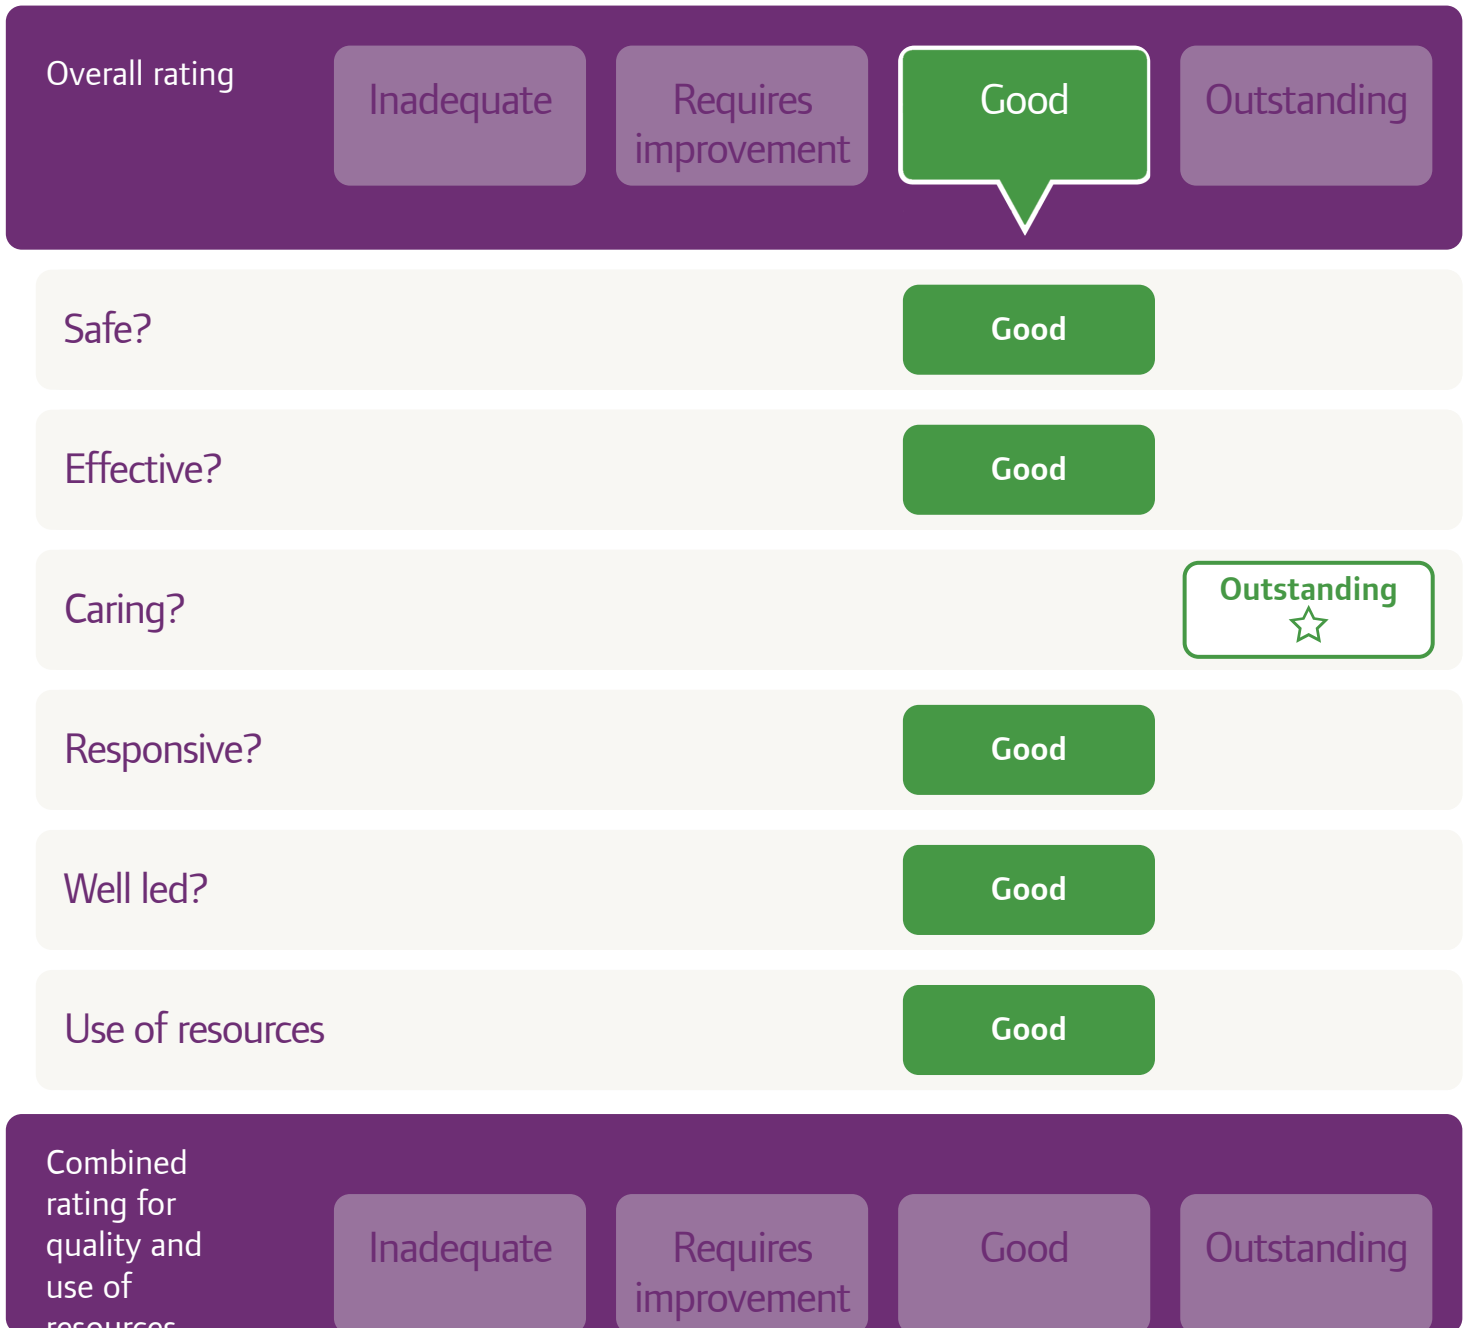 Overall rating
Inadequate
Requires
improvement
Good
Outstanding
Safe?
Good
Effective?
Good
Caring?
Outstanding
Responsive?
Good
Well led?
Good
Use of resources
Good
Combined
rating for
quality and
use of
resources
Inadequate
Requires
improvement
Good
Outstanding